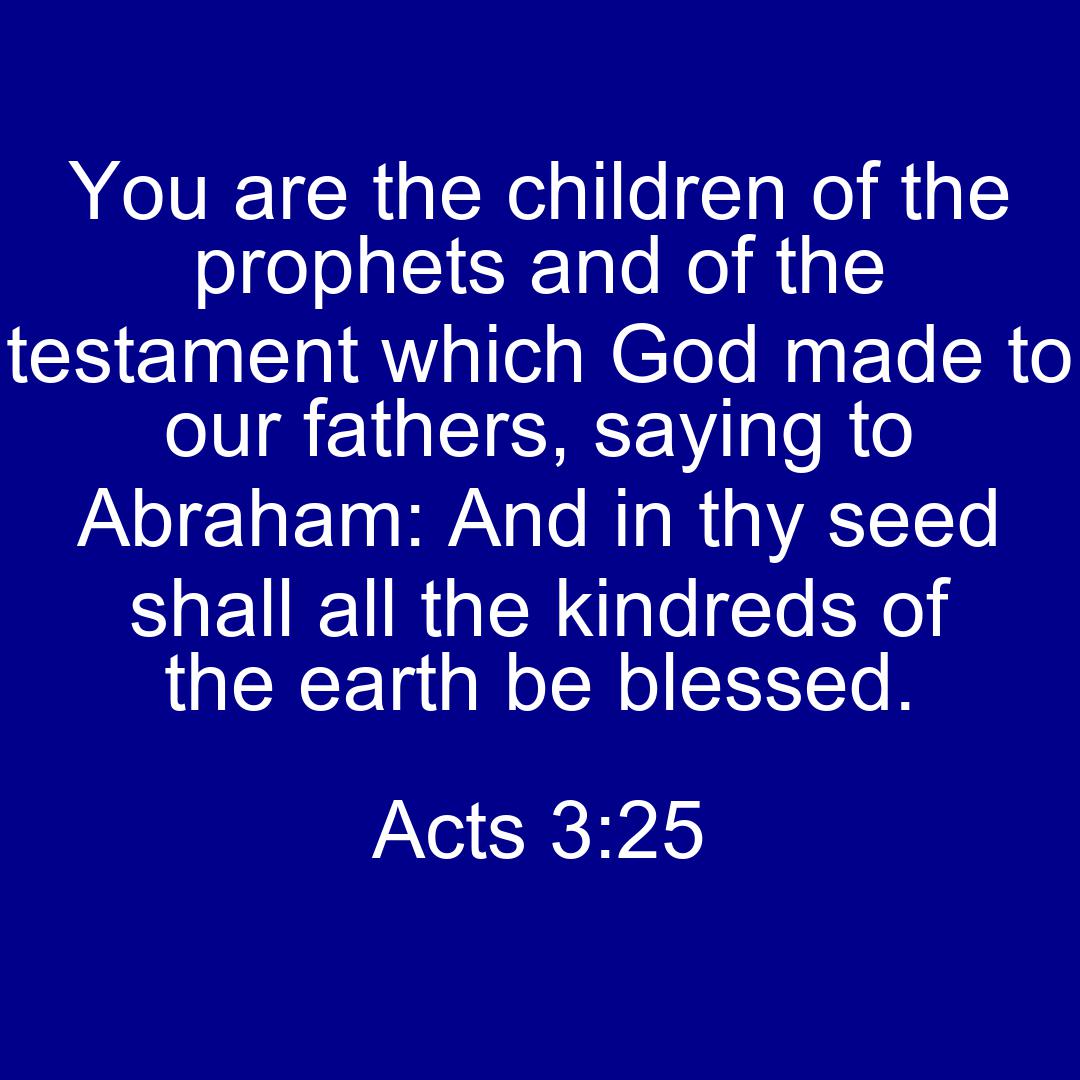 You are the children of the
prophets and of the
testament which God made to
our fathers, saying to
Abraham: And in thy seed
shall all the kindreds of
the earth be blessed.
Acts 3:25